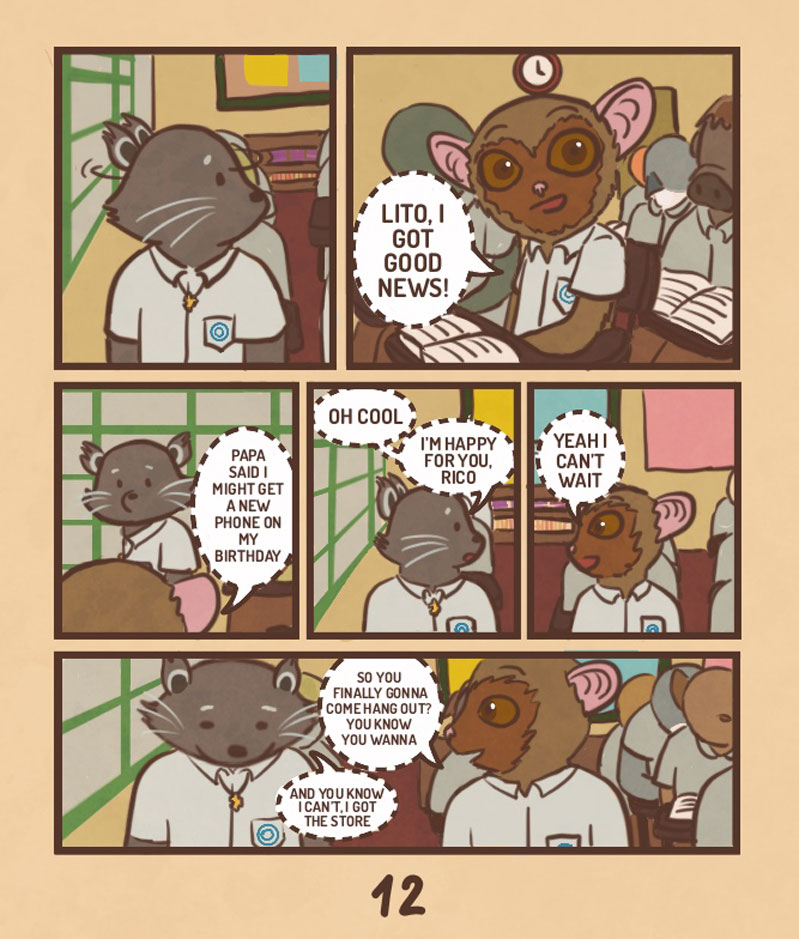 LITO, I
GOT
GOOD
NEWS!
PAPA
SAID I
MIGHT GET
A NEW
PHONE ON
MY
BIRTHDAY
OH COOL
I'M HAPPY
FOR YOU,
RICO
YEAH I
CAN'T
WAIT
SO YOU
FINALLY GONNA
COME HANG OUT?
YOU KNOW
YOU WANNA
AND YOU KNOW
I CAN'T, I GOT
THE STORE
12